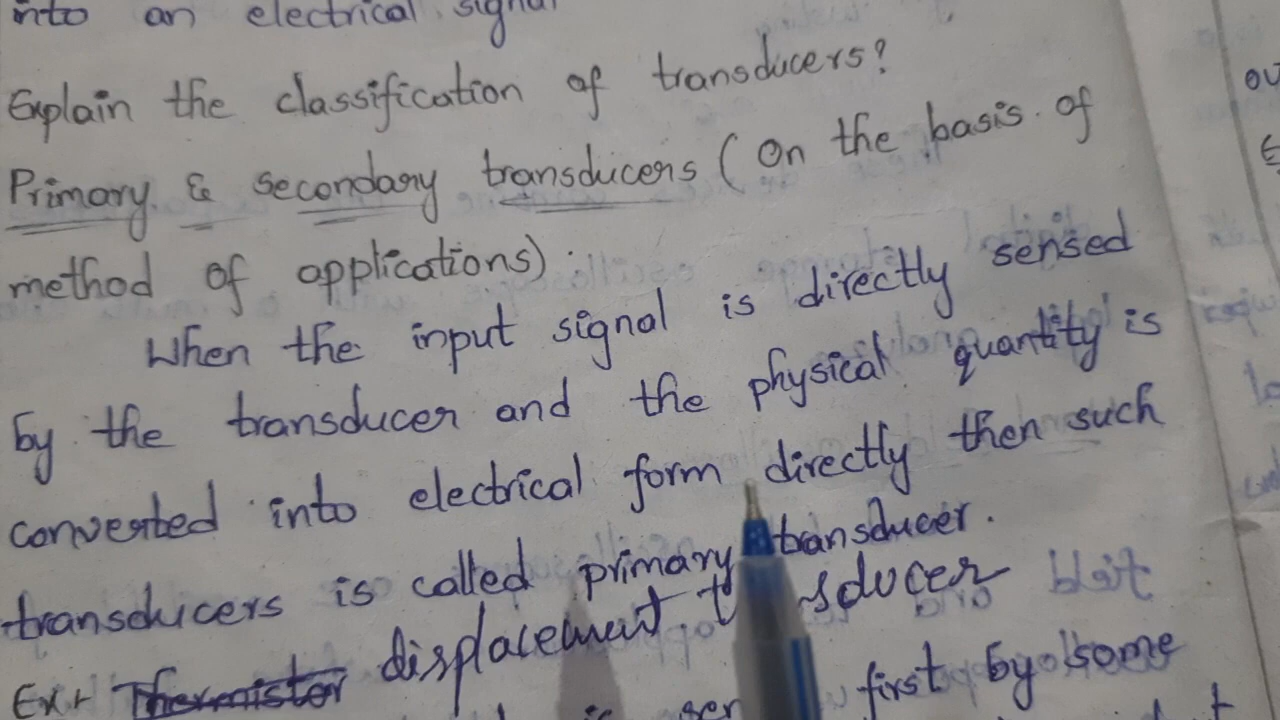 into an electrical signal
Explain the classification of transducers?
Primary & secondary transducers (On the basis of
method of applications).
When the input signal is directly sensed
by the transducer and the physical quantity is
converted into electrical form directly then such
transducers is called primary transducer.
Ex:- Thermister displacement
first by some